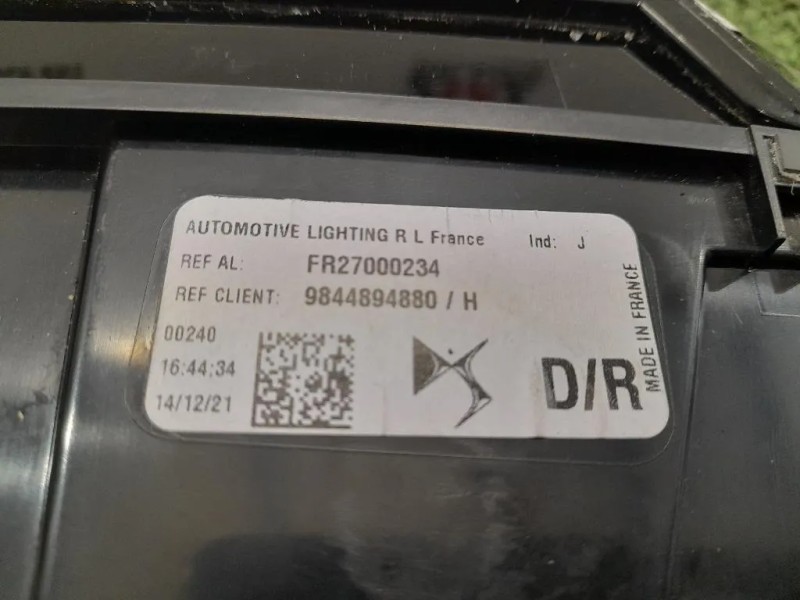 AUTOMOTIVE LIGHTING R L France Ind: J
REF AL: FR27000234
REF CLIENT: 9844894880 / H
00240
16:44:34
14/12/21
D/R
MADE IN FRANCE